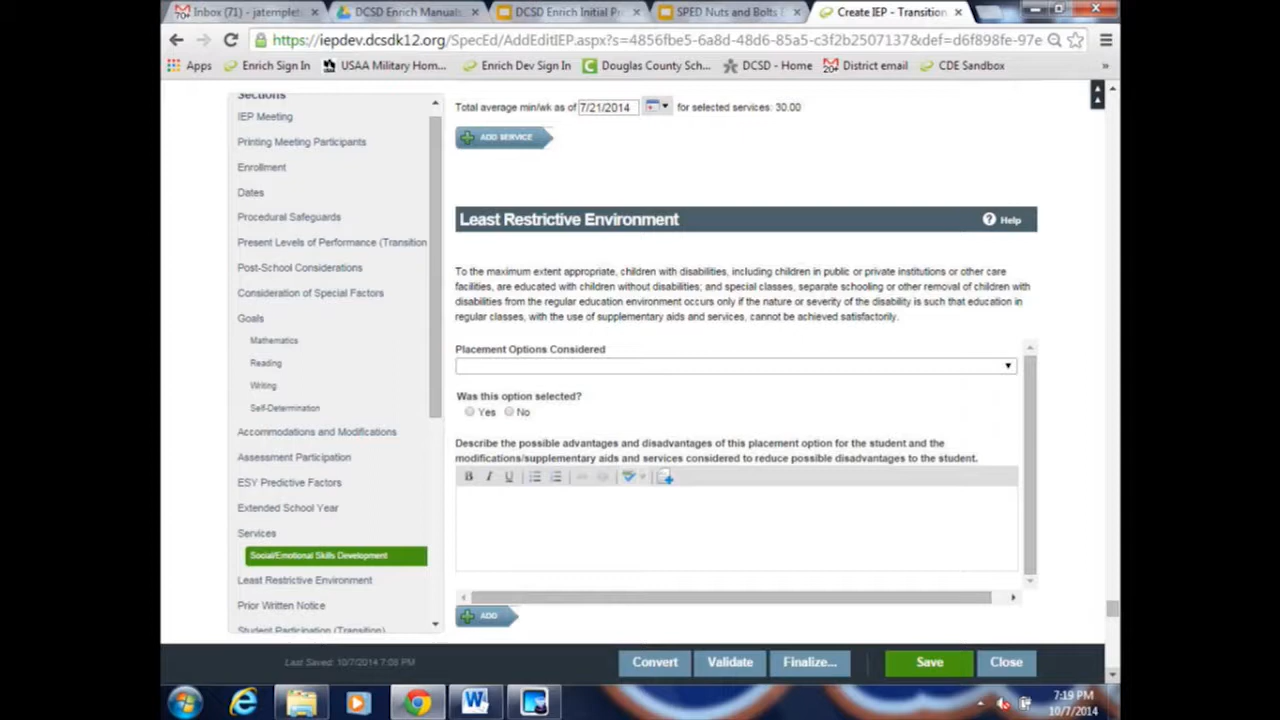 Inbox (71) - jatemplet
DCSD Enrich Manuals
DCSD Enrich Initial Pr
SPED Nuts and Bolts
Create IEP - Transition
https://iepdev.dcsdk12.org/SpecEd/AddEditIEP.aspx?s=4856fbe5-6a8d-48d6-85a5-c3f2b2507137&def=d6f898fe-97e
Apps Enrich Sign In USAA Military Hom... Enrich Dev Sign In Douglas County Sc... DCSD - Home District email CDE Sandbox »
Sections
IEP Meeting
Printing Meeting Participants
Enrollment
Dates
Procedural Safeguards
Present Levels of Performance (Transition
Post-School Considerations
Consideration of Special Factors
Goals
Mathematics
Reading
Writing
Self-Determination
Accommodations and Modifications
Assessment Participation
ESY Predictive Factors
Extended School Year
Services
Social/Emotional Skills Development
Least Restrictive Environment
Prior Written Notice
Student Participation (Transition)
Total average min/wk as of 7/21/2014 for selected services: 30.00
ADD SERVICE
Least Restrictive Environment
? Help
To the maximum extent appropriate, children with disabilities, including children in public or private institutions or other care
facilities, are educated with children without disabilities; and special classes, separate schooling or other removal of children with
disabilities from the regular education environment occurs only if the nature or severity of the disability is such that education in
regular classes, with the use of supplementary aids and services, cannot be achieved satisfactorily.
Placement Options Considered
Was this option selected?
Yes No
Describe the possible advantages and disadvantages of this placement option for the student and the
modifications/supplementary aids and services considered to reduce possible disadvantages to the student.
B I U
ADD
Last Saved: 10/7/2014 7:08 PM
Convert Validate Finalize... Save Close
7:19 PM
10/7/2014